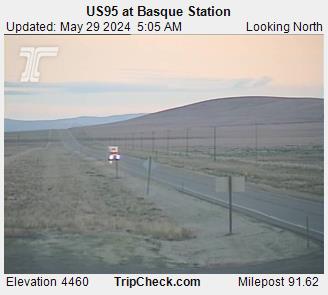 US95 at Basque Station
Updated: May 29 2024 5:05 AM Looking North
Elevation 4460 TripCheck.com Milepost 91.62